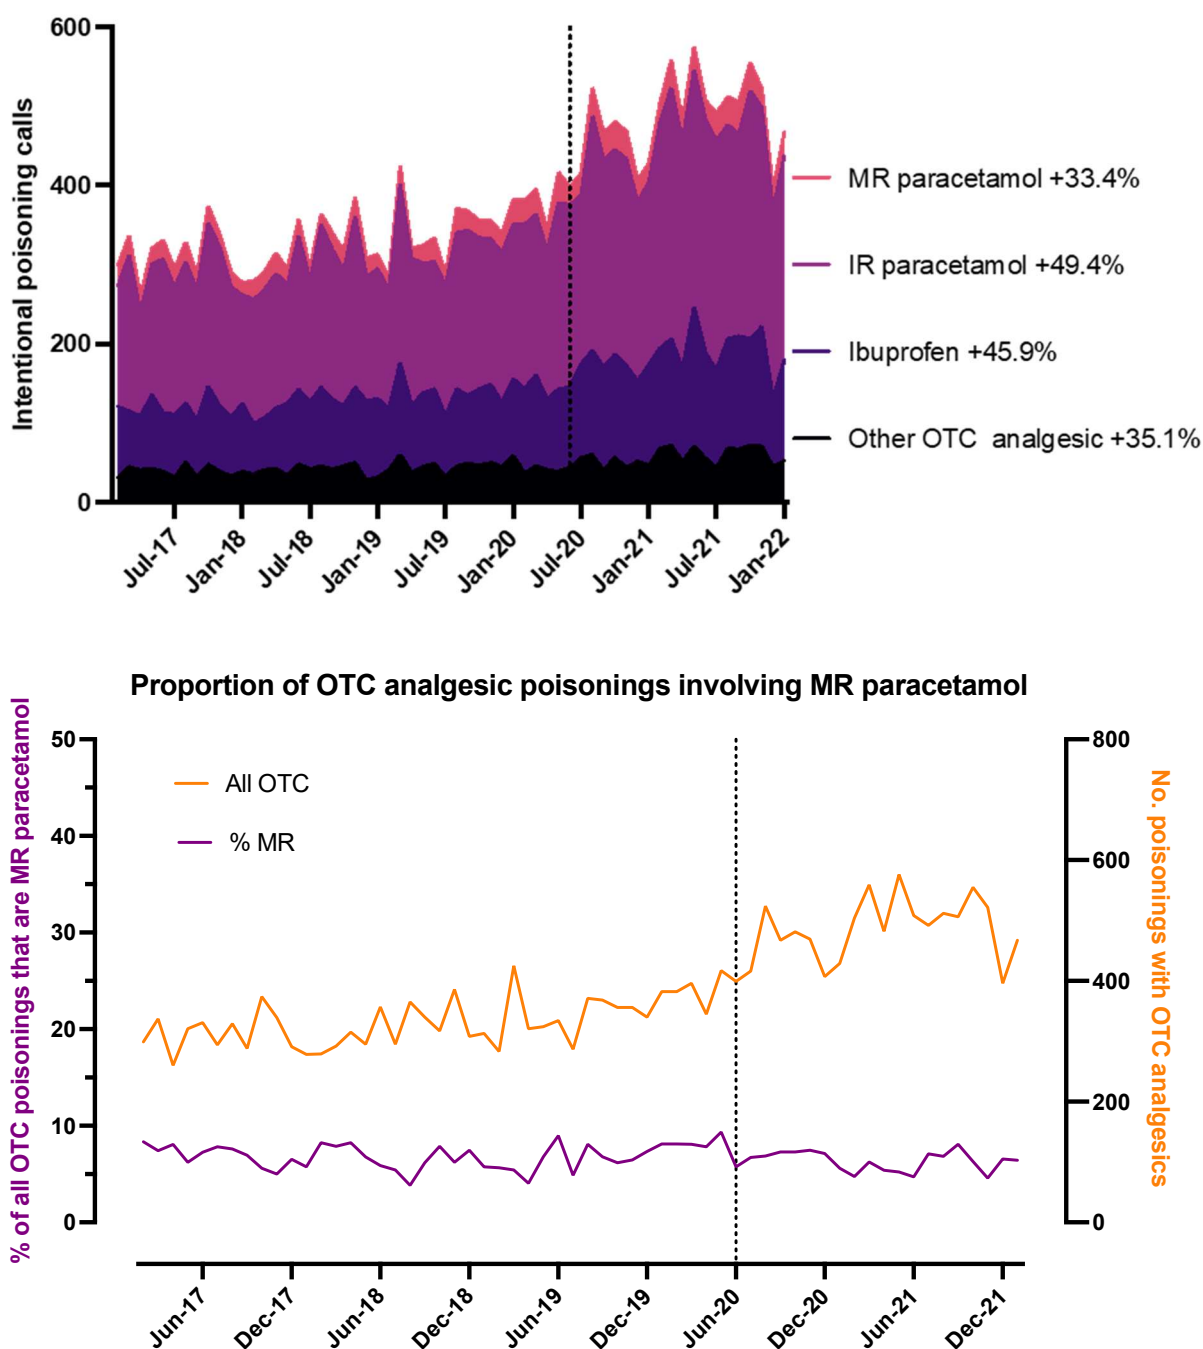 Intentional poisoning calls
600
400
200
0
Jul-17
Jan-18
Jul-18
Jan-19
Jul-19
Jan-20
Jul-20
Jan-21
Jul-21
Jan-22
MR paracetamol +33.4%
IR paracetamol +49.4%
Ibuprofen +45.9%
Other OTC analgesic +35.1%
Proportion of OTC analgesic poisonings involving MR paracetamol
% of all OTC poisonings that are MR paracetamol
50
40
30
20
10
0
All OTC
% MR
800
600
400
200
0
No. poisonings with OTC analgesics
Jun-17
Dec-17
Jun-18
Dec-18
Jun-19
Dec-19
Jun-20
Dec-20
Jun-21
Dec-21